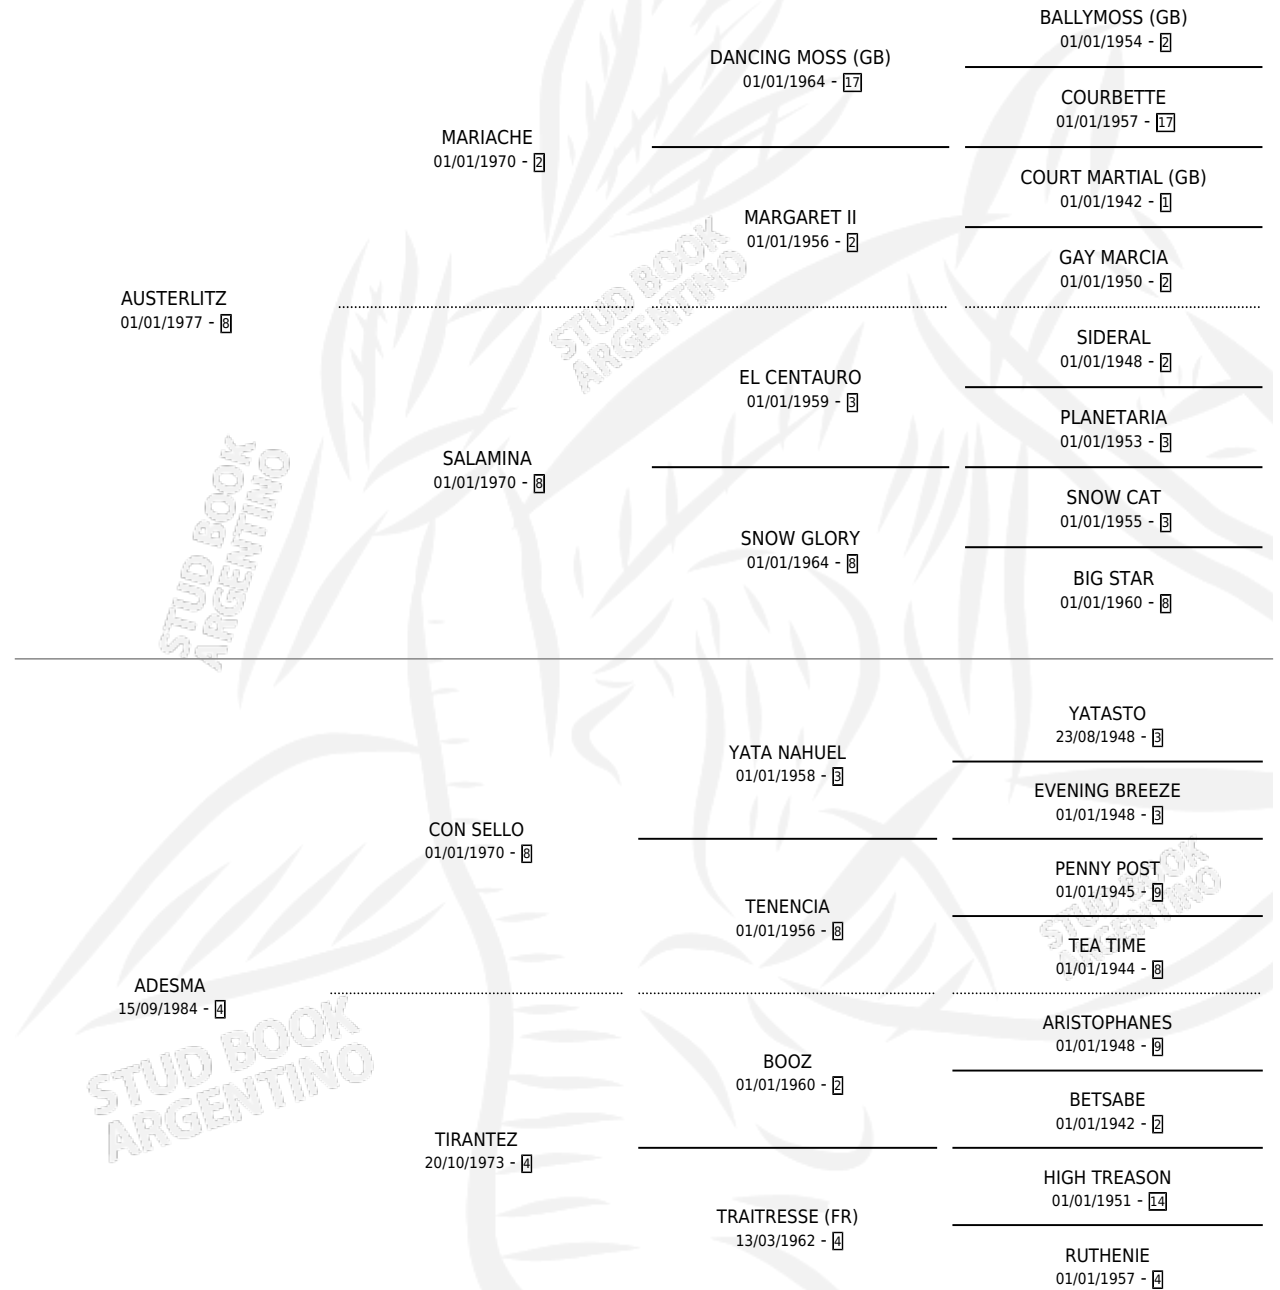 BALLYMOSS (GB)
01/01/1954 - 2
DANCING MOSS (GB)
01/01/1964 - 17
COURBETTE
01/01/1957 - 17
MARIACHE
01/01/1970 - 2
COURT MARTIAL (GB)
01/01/1942 - 1
MARGARET II
01/01/1956 - 2
GAY MARCIA
01/01/1950 - 2
AUSTERLITZ
01/01/1977 - 8
SIDERAL
01/01/1948 - 2
EL CENTAURO
01/01/1959 - 3
PLANETARIA
01/01/1953 - 3
SALAMINA
01/01/1970 - 8
SNOW CAT
01/01/1955 - 3
SNOW GLORY
01/01/1964 - 8
BIG STAR
01/01/1960 - 8
YATASTO
23/08/1948 - 3
YATA NAHUEL
01/01/1958 - 3
EVENING BREEZE
01/01/1948 - 3
CON SELLO
01/01/1970 - 8
PENNY POST
01/01/1945 - 9
TENENCIA
01/01/1956 - 8
TEA TIME
01/01/1944 - 8
ADESMA
15/09/1984 - 4
ARISTOPHANES
01/01/1948 - 9
BOOZ
01/01/1960 - 2
BETSABE
01/01/1942 - 2
TIRANTEZ
20/10/1973 - 4
HIGH TREASON
01/01/1951 - 14
TRAITRESSE (FR)
13/03/1962 - 4
RUTHENIE
01/01/1957 - 4
STUD BOOK
ARGENTINO
STUD BOOK
ARGENTINO
STUD BOOK
ARGENTINO
STUD BOOK
ARGENTINO